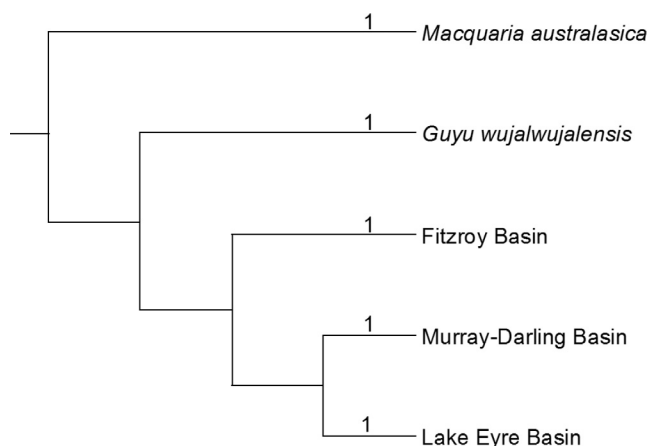 1
Macquaria australasica
1
Guyu wujalwujalensis
1
Fitzroy Basin
1
Murray-Darling Basin
1
Lake Eyre Basin